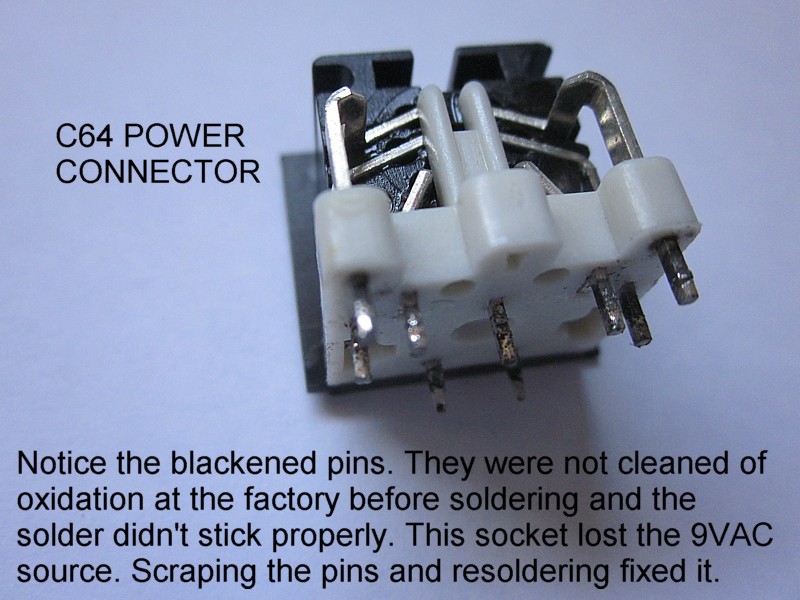 C64 POWER
CONNECTOR
Notice the blackened pins. They were not cleaned of
oxidation at the factory before soldering and the
solder didn't stick properly. This socket lost the 9VAC
source. Scraping the pins and resoldering fixed it.